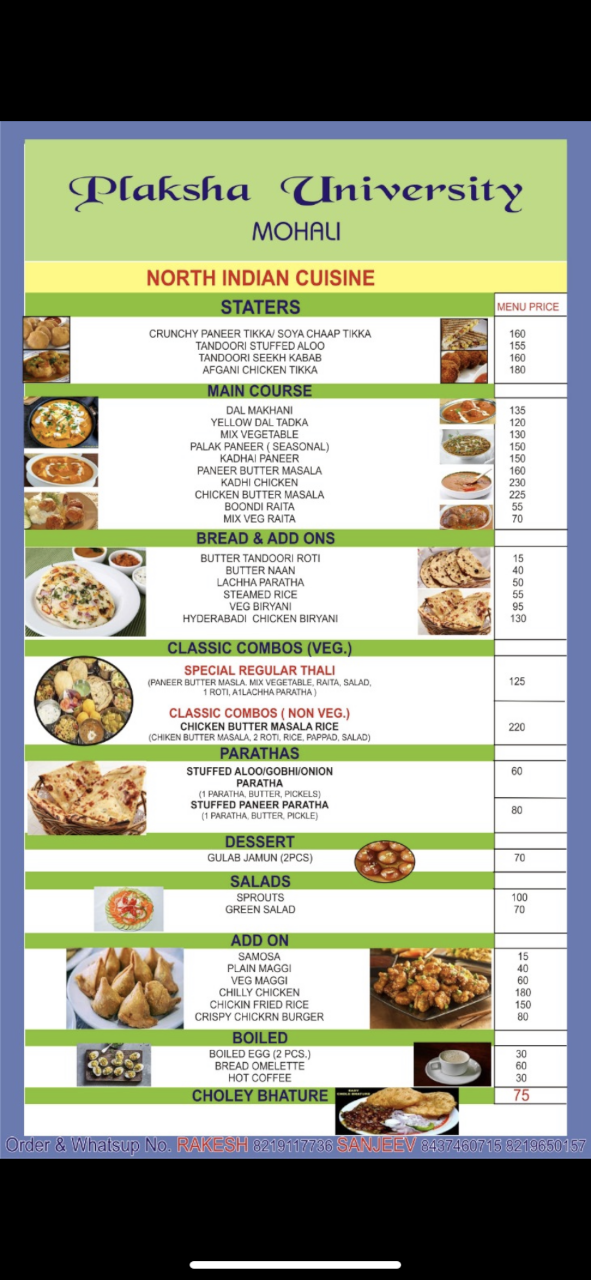 Plaksha University
MOHALI
NORTH INDIAN CUISINE
STATERS MENU PRICE
CRUNCHY PANEER TIKKA/ SOYA CHAAP TIKKA 160
TANDOORI STUFFED ALOO 155
TANDOORI SEEKH KABAB 160
AFGANI CHICKEN TIKKA 180
MAIN COURSE
DAL MAKHANI 135
YELLOW DAL TADKA 120
MIX VEGETABLE 130
PALAK PANEER ( SEASONAL) 150
KADHAI PANEER 150
PANEER BUTTER MASALA 160
KADHI CHICKEN 230
CHICKEN BUTTER MASALA 225
BOONDI RAITA 55
MIX VEG RAITA 70
BREAD & ADD ONS
BUTTER TANDOORI ROTI 15
BUTTER NAAN 40
LACHHA PARATHA 50
STEAMED RICE 55
VEG BIRYANI 95
HYDERABADI CHICKEN BIRYANI 130
CLASSIC COMBOS (VEG.)
SPECIAL REGULAR THALI
(PANEER BUTTER MASLA, MIX VEGETABLE, RAITA, SALAD, 125
1 ROTI, A1LACHHA PARATHA )
CLASSIC COMBOS ( NON VEG.)
CHICKEN BUTTER MASALA RICE 220
(CHIKEN BUTTER MASALA, 2 ROTI, RICE, PAPPAD, SALAD)
PARATHAS
STUFFED ALOO/GOBHI/ONION 60
PARATHA
(1 PARATHA, BUTTER, PICKELS)
STUFFED PANEER PARATHA 80
(1 PARATHA, BUTTER, PICKLE)
DESSERT
GULAB JAMUN (2PCS) 70
SALADS
SPROUTS 100
GREEN SALAD 70
ADD ON
SAMOSA 15
PLAIN MAGGI 40
VEG MAGGI 60
CHILLY CHICKEN 180
CHICKIN FRIED RICE 150
CRISPY CHICKRN BURGER 80
BOILED
BOILED EGG (2 PCS.) 30
BREAD OMELETTE 60
HOT COFFEE 30
CHOLEY BHATURE 75
EASY
CHOLE BHATURE
Order & Whatsup No. RAKESH 8219117736 SANJEEV 8437460715 8219650157